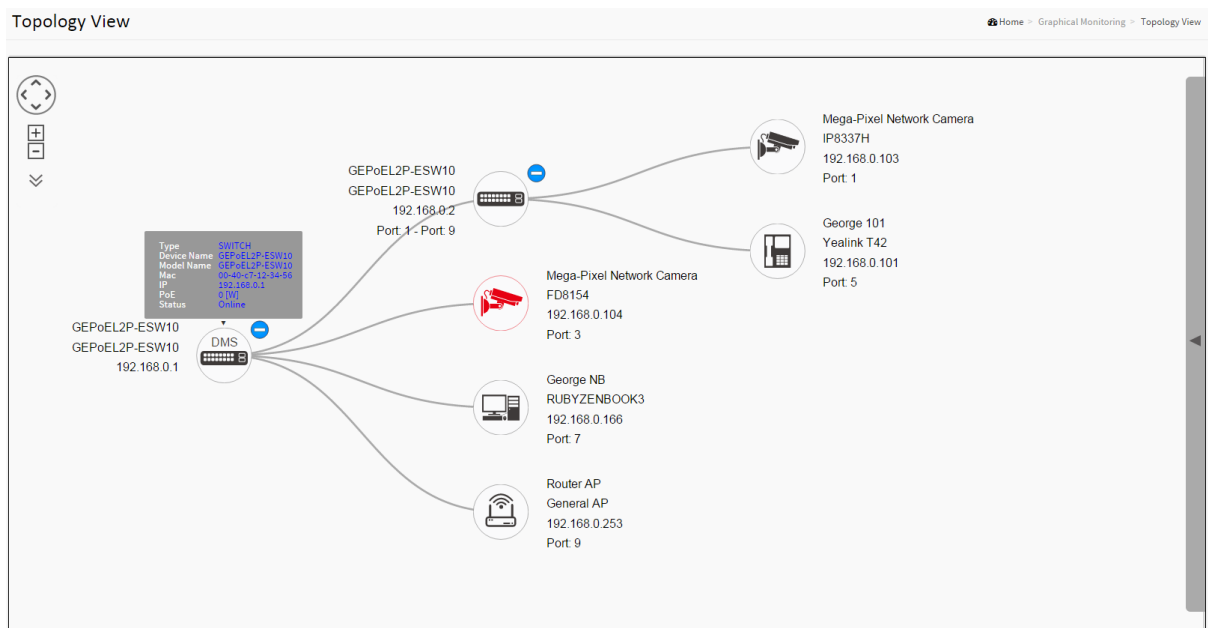 Topology View
Home > Graphical Monitoring > Topology View
Mega-Pixel Network Camera
IP8337H
192.168.0.103
Port: 1
GEPoEL2P-ESW10
GEPoEL2P-ESW10
192.168.0.2
Port: 1 - Port: 9
George 101
Yealink T42
192.168.0.101
Port: 5
Type SWITCH
Device Name GEPoEL2P-ESW10
Model Name GEPoEL2P-ESW10
Mac 00-40-c7-12-34-56
IP 192.168.0.1
PoE 0 [W]
Status Online
Mega-Pixel Network Camera
FD8154
192.168.0.104
Port: 3
GEPoEL2P-ESW10
GEPoEL2P-ESW10
192.168.0.1
DMS
George NB
RUBYZENBOOK3
192.168.0.166
Port: 7
Router AP
General AP
192.168.0.253
Port: 9